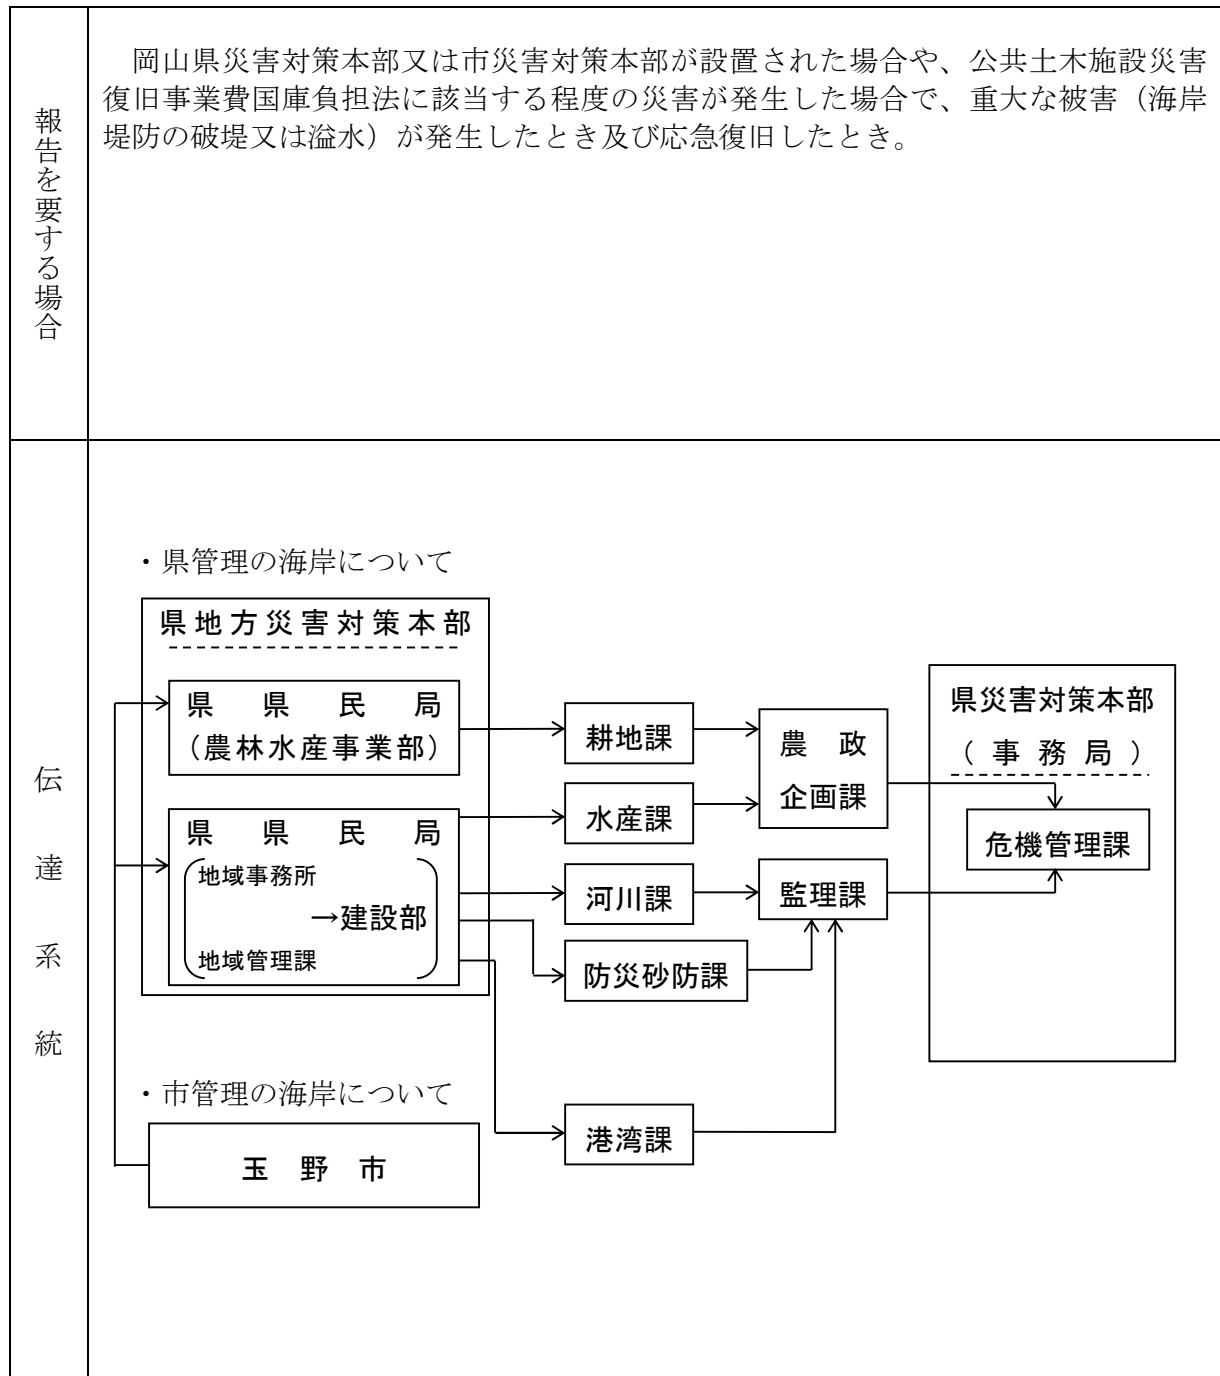 報告を要する場合
岡山県災害対策本部又は市災害対策本部が設置された場合や、公共土木施設災害
復旧事業費国庫負担法に該当する程度の災害が発生した場合で、重大な被害（海岸
堤防の破堤又は溢水）が発生したとき及び応急復旧したとき。
伝達系統
・県管理の海岸について
県地方災害対策本部
県県民局
（農林水産事業部）
県県民局
地域事務所
→建設部
地域管理課
耕地課
水産課
河川課
防災砂防課
港湾課
農政
企画課
監理課
県災害対策本部
（事務局）
危機管理課
・市管理の海岸について
玉野市